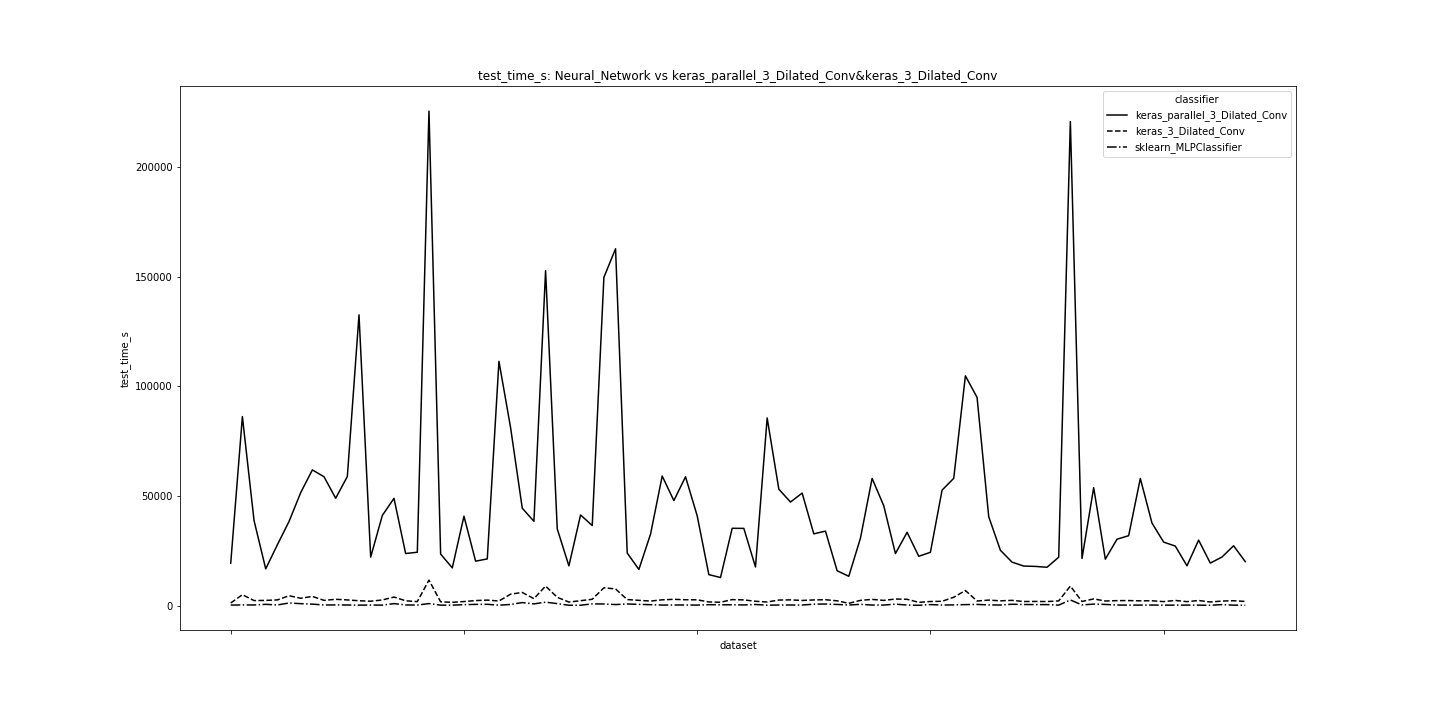 test_time_s: Neural_Network vs keras_parallel_3_Dilated_Conv&keras_3_Dilated_Conv
classifier
keras_parallel_3_Dilated_Conv
keras_3_Dilated_Conv
sklearn_MLPClassifier
200000
150000
100000
50000
0
test_time_s
dataset